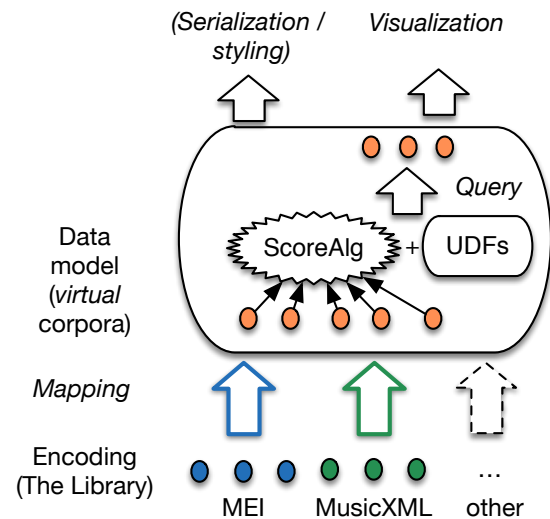 (Serialization /
styling)
Visualization
Query
ScoreAlg
+
UDFs
Data
model
(virtual
corpora)
Mapping
Encoding
(The Library)
MEI
MusicXML
...
other